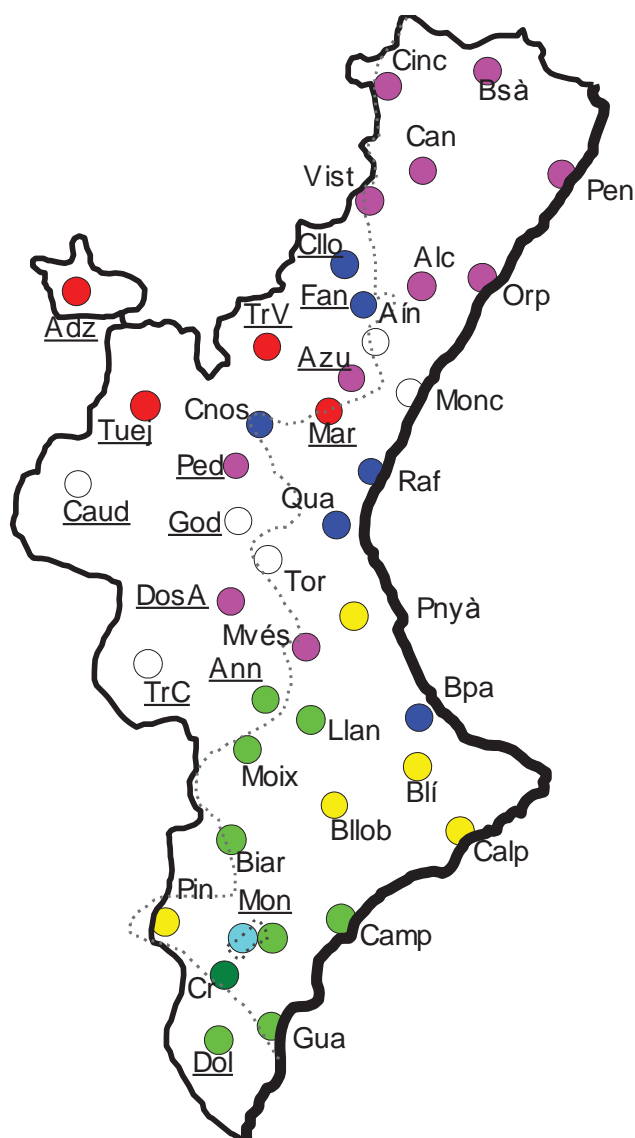 Cinc
Bsà
Can
Vist
Pen
Cllo
Alc
Orp
Fan
Aín
Adz
TrV
Azu
Monc
Cnos
Mar
Tuej
Ped
Raf
Caud
Qua
God
Tor
DosA
Pnyà
Mvés
Ann
TrC
Bpa
Llan
Moix
Blí
Bllob
Calp
Biar
Pin
Mon
Camp
Cr
Gua
Dol